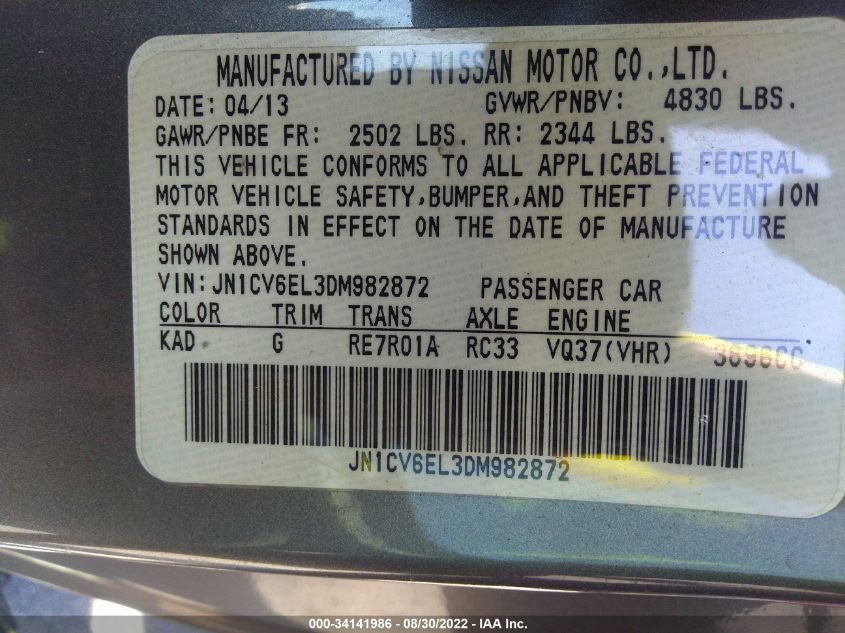 MANUFACTURED BY NISSAN MOTOR CO.,LTD.
DATE: 04/13 GVWR/PNBV: 4830 LBS.
GAWR/PNBE FR: 2502 LBS. RR: 2344 LBS.
THIS VEHICLE CONFORMS TO ALL APPLICABLE FEDERAL
MOTOR VEHICLE SAFETY,BUMPER,AND THEFT PREVENTION
STANDARDS IN EFFECT ON THE DATE OF MANUFACTURE
SHOWN ABOVE.
VIN:JN1CV6EL3DM982872 PASSENGER CAR
COLOR TRIM TRANS AXLE ENGINE
KAD G RE7R01A RC33 VQ37(VHR) 3696CC
JN1CV6EL3DM982872
000-34141986 - 08/30/2022 - IAA Inc.